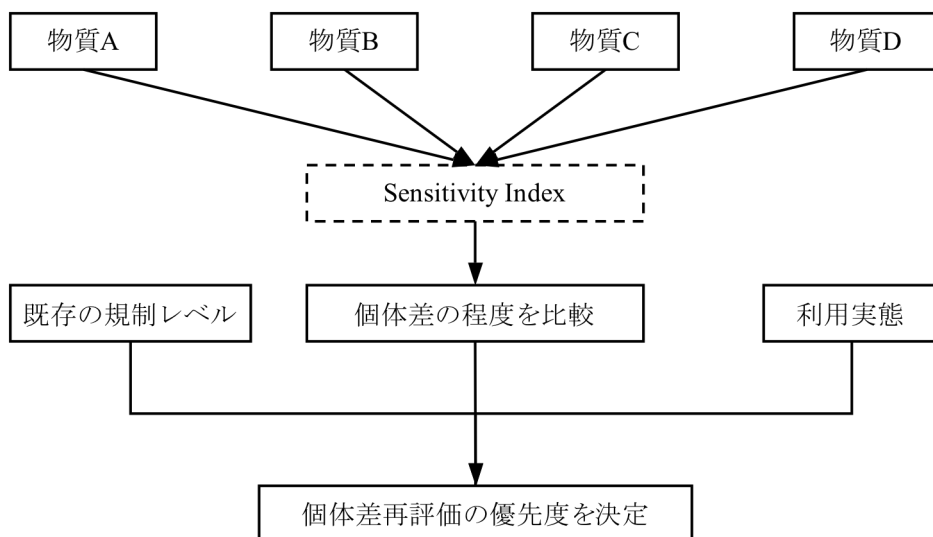 物質A
物質B
物質C
物質D
Sensitivity Index
既存の規制レベル
個体差の程度を比較
利用実態
個体差再評価の優先度を決定